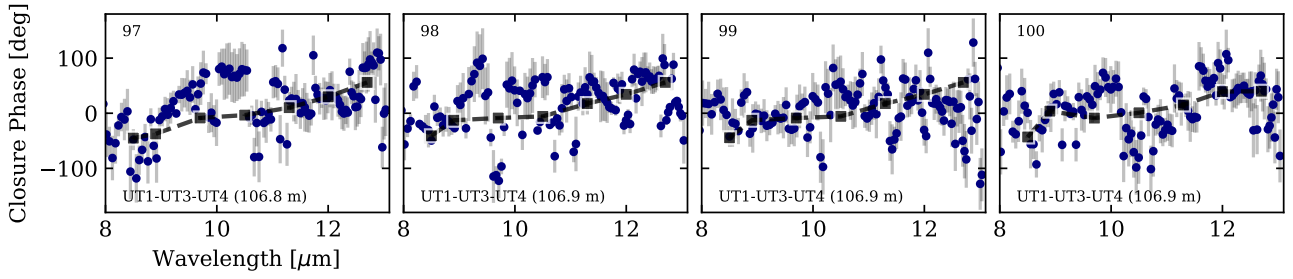 Closure Phase [deg]
100
0
−100
97
UT1-UT3-UT4 (106.8 m)
8 10 12
98
UT1-UT3-UT4 (106.9 m)
8 10 12
99
UT1-UT3-UT4 (106.9 m)
8 10 12
100
UT1-UT3-UT4 (106.9 m)
8 10 12
Wavelength [μm]